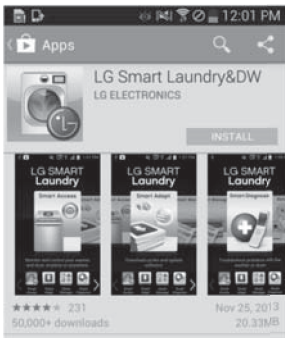 12:01 PM
Apps
LG Smart Laundry&DW
LG ELECTRONICS
INSTALL
LG SMART
Laundry
Smart Access
LG SMART
Laundry
Smart Adapt
LG SMART
Laundry
Smart Diagnosis
231
Nov 25, 2013
50,000+ downloads
20.33MB